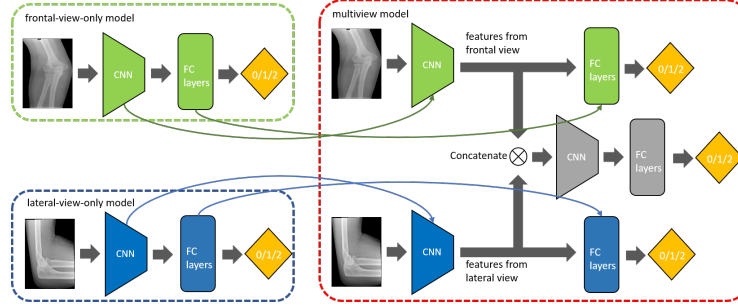 frontal-view-only model
CNN
FC
layers
0/1/2
multiview model
CNN
features from
frontal view
FC
layers
0/1/2
Concatenate
CNN
FC
layers
0/1/2
lateral-view-only model
CNN
FC
layers
0/1/2
CNN
features from
lateral view
FC
layers
0/1/2